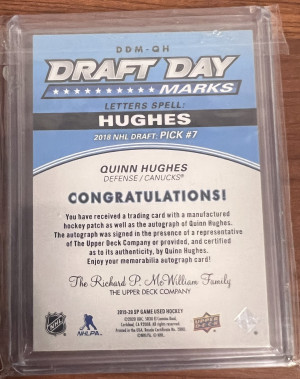 DDM-QH
DRAFT DAY
MARKS
LETTERS SPELL:
HUGHES
2018 NHL DRAFT: PICK #7
QUINN HUGHES
DEFENSE / CANUCKS®
CONGRATULATIONS!
You have received a trading card with a manufactured
hockey patch as well as the autograph of Quinn Hughes.
The autograph was signed in the presence of a representative
of The Upper Deck Company or provided, and certified
as to its authenticity, by Quinn Hughes.
Enjoy your memorabilia autograph card!
The Richard P. McWilliam Family
THE UPPER DECK COMPANY
2019-20 SP GAME USED HOCKEY
NHL
NHLPA
UPPER DECK